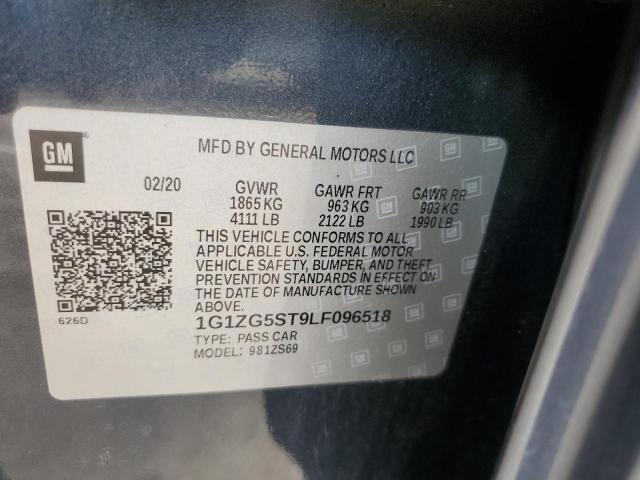 GM
MFD BY GENERAL MOTORS LLC
02/20 GVWR GAWR FRT GAWR RR
1865 KG 963 KG 903 KG
4111 LB 2122 LB 1990 LB
THIS VEHICLE CONFORMS TO ALL
APPLICABLE U.S. FEDERAL MOTOR
VEHICLE SAFETY, BUMPER, AND THEFT
PREVENTION STANDARDS IN EFFECT ON
THE DATE OF MANUFACTURE SHOWN
ABOVE.
626D
1G1ZG5ST9LF096518
TYPE: PASS CAR
MODEL: 981ZS69